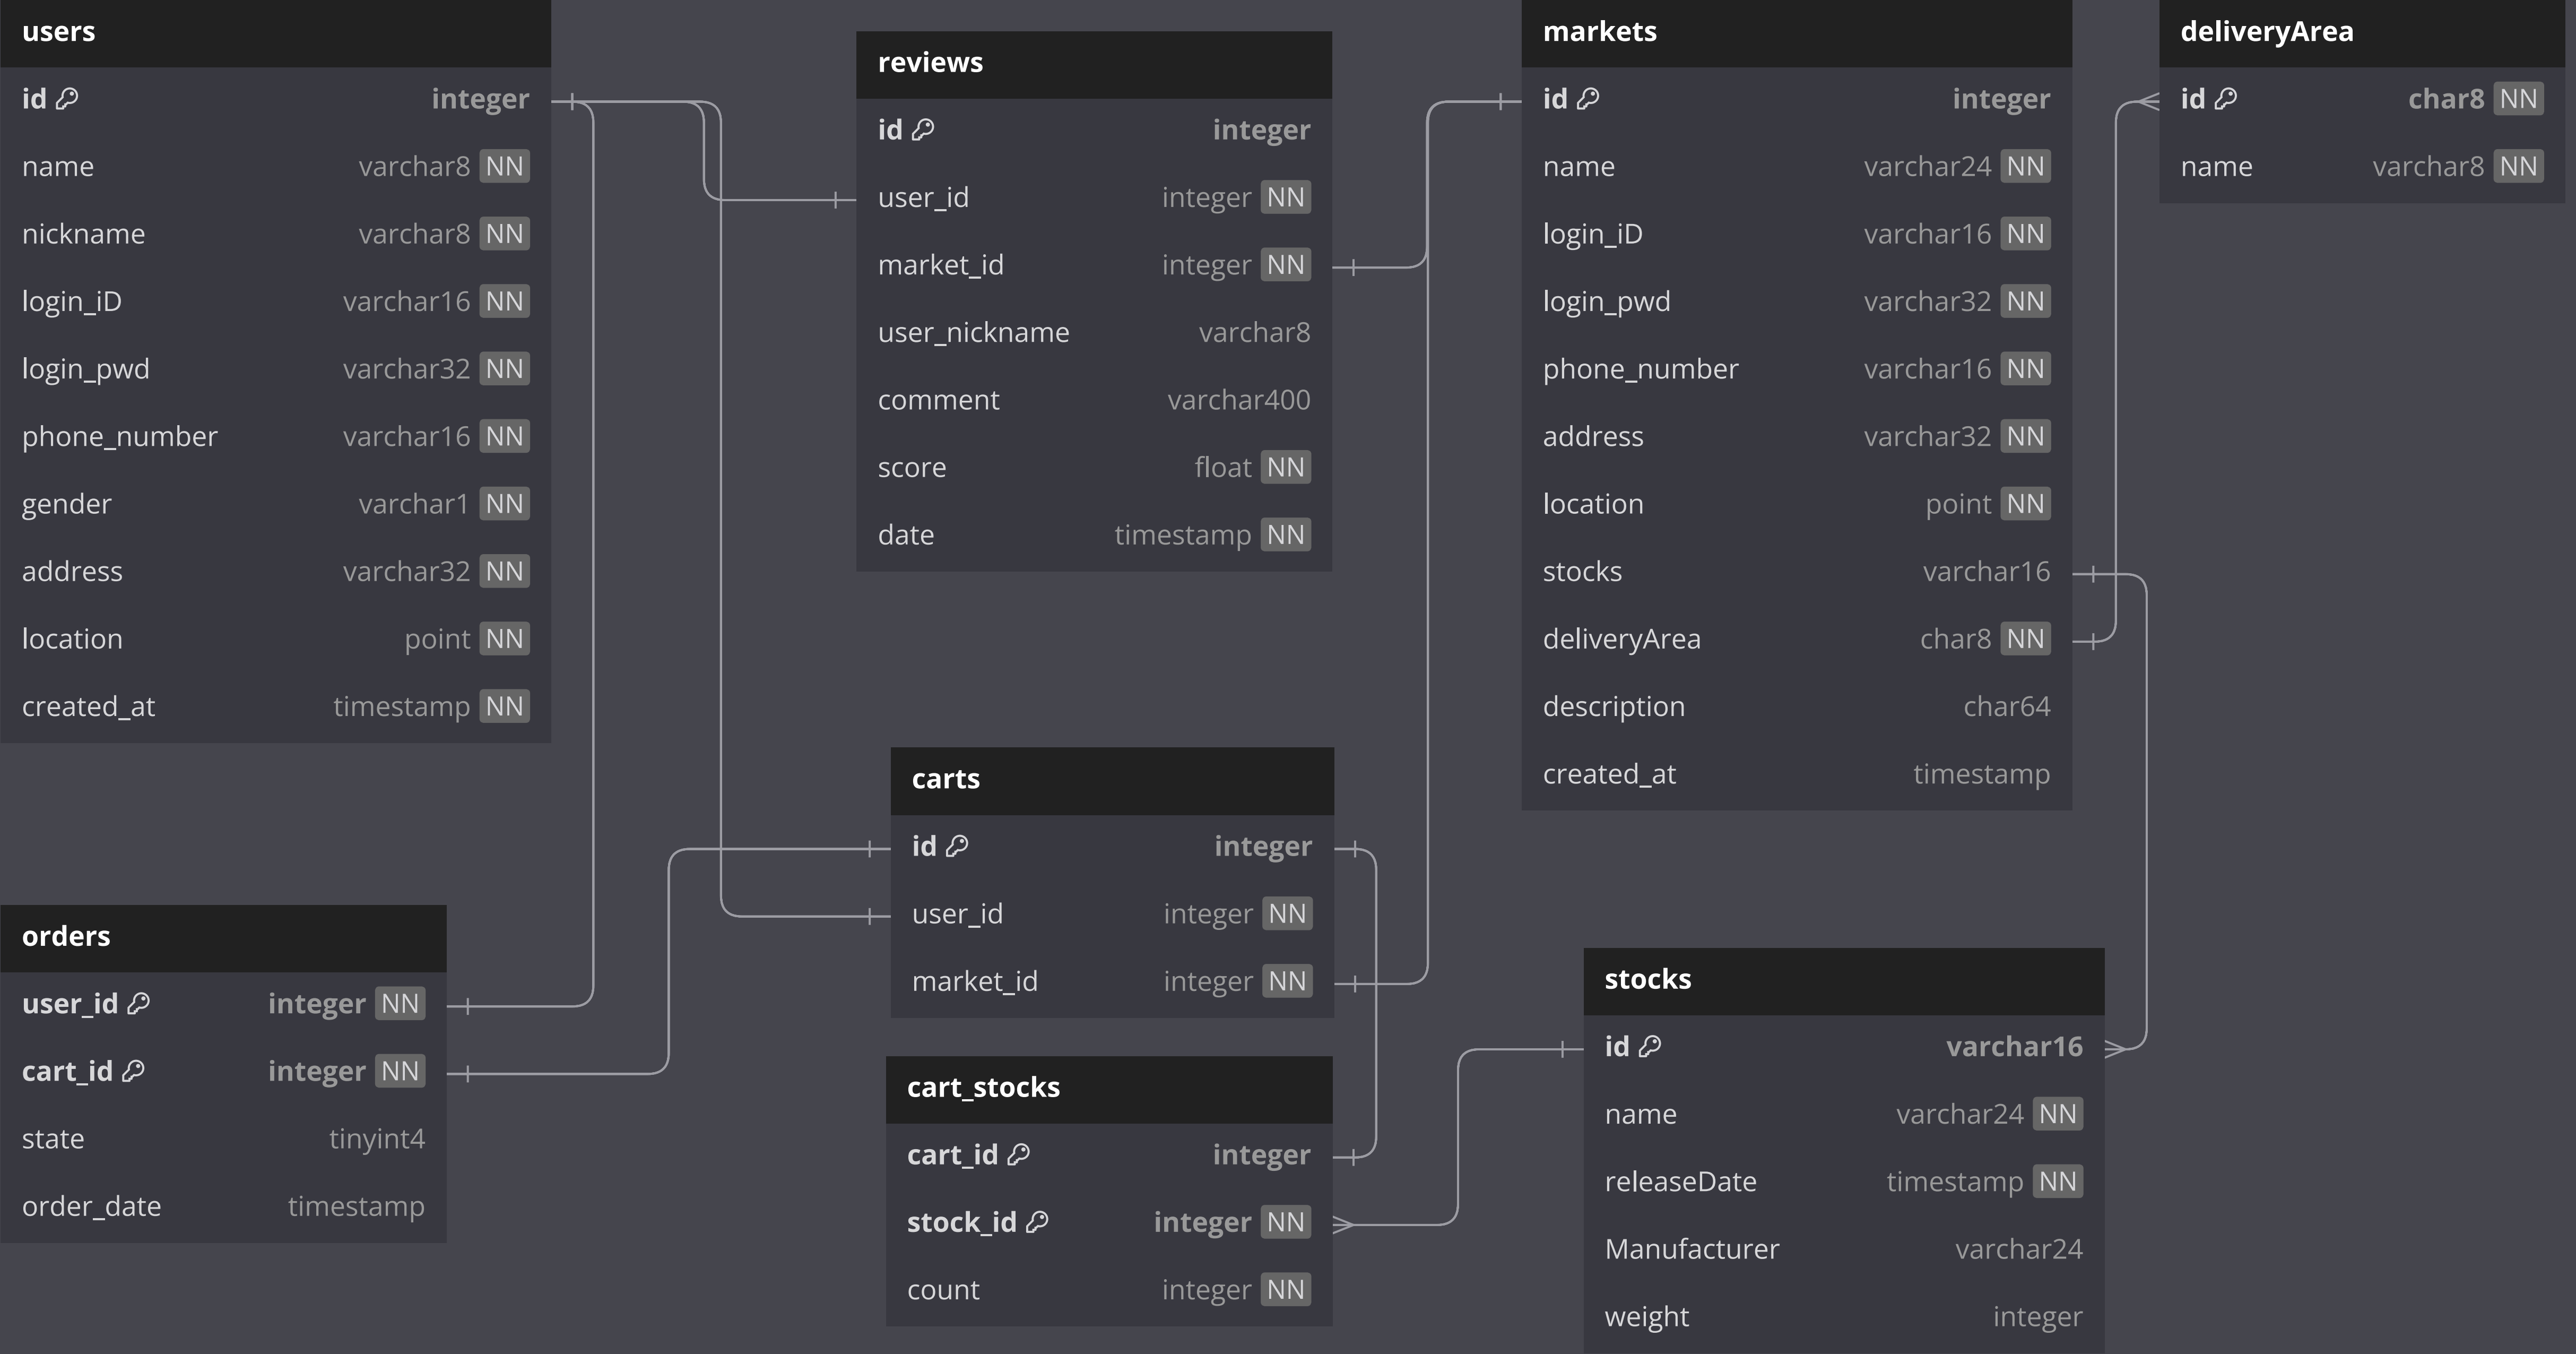 users
id integer
name varchar8 NN
nickname varchar8 NN
login_iD varchar16 NN
login_pwd varchar32 NN
phone_number varchar16 NN
gender varchar1 NN
address varchar32 NN
location point NN
created_at timestamp NN
reviews
id integer
user_id integer NN
market_id integer NN
user_nickname varchar8
comment varchar400
score float NN
date timestamp NN
markets
id integer
name varchar24 NN
login_iD varchar16 NN
login_pwd varchar32 NN
phone_number varchar16 NN
address varchar32 NN
location point NN
stocks varchar16
deliveryArea char8 NN
description char64
created_at timestamp
deliveryArea
id char8 NN
name varchar8 NN
orders
user_id integer NN
cart_id integer NN
state tinyint4
order_date timestamp
carts
id integer
user_id integer NN
market_id integer NN
cart_stocks
cart_id integer
stock_id integer NN
count integer NN
stocks
id varchar16
name varchar24 NN
releaseDate timestamp NN
Manufacturer varchar24
weight integer